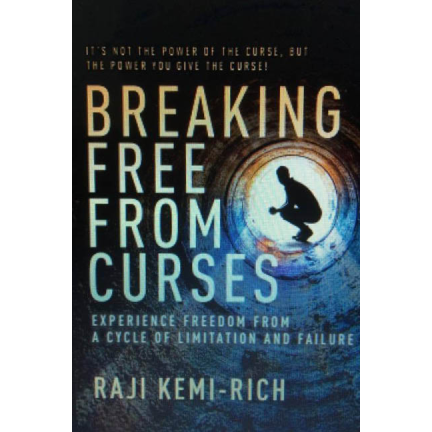 IT'S NOT THE POWER OF THE CURSE, BUT
THE POWER YOU GIVE THE CURSE!
BREAKING
FREE
FROM
CURSES
EXPERIENCE FREEDOM FROM
A CYCLE OF LIMITATION AND FAILURE
RAJI KEMI-RICH